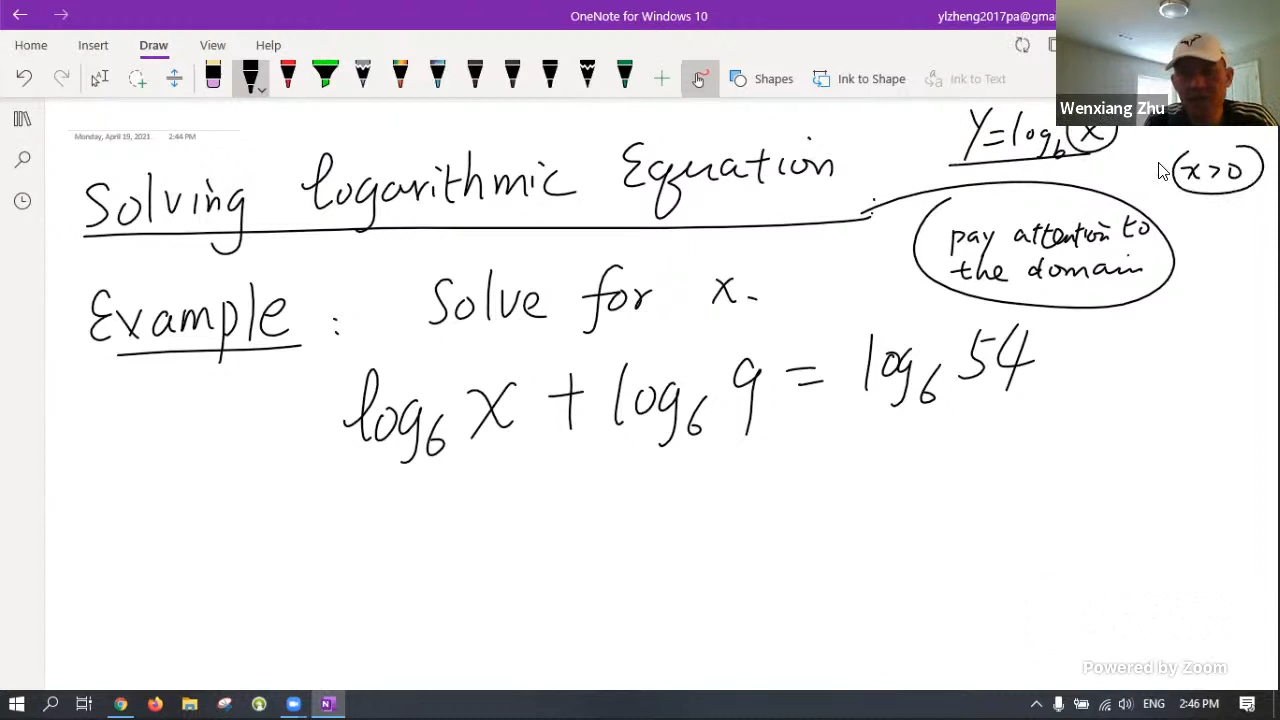 OneNote for Windows 10
ylzheng2017pa@gma
Home Insert Draw View Help
Shapes Ink to Shape Ink to Text
Wenxiang Zhu
Monday, April 19, 2021 2:44 PM
Y=log_b(x)
x>0
Solving logarithmic Equation
pay attention to
the domain
Example : Solve for x.
log₆ x + log₆ 9 = log₆ 54
Powered by Zoom
ENG 2:46 PM